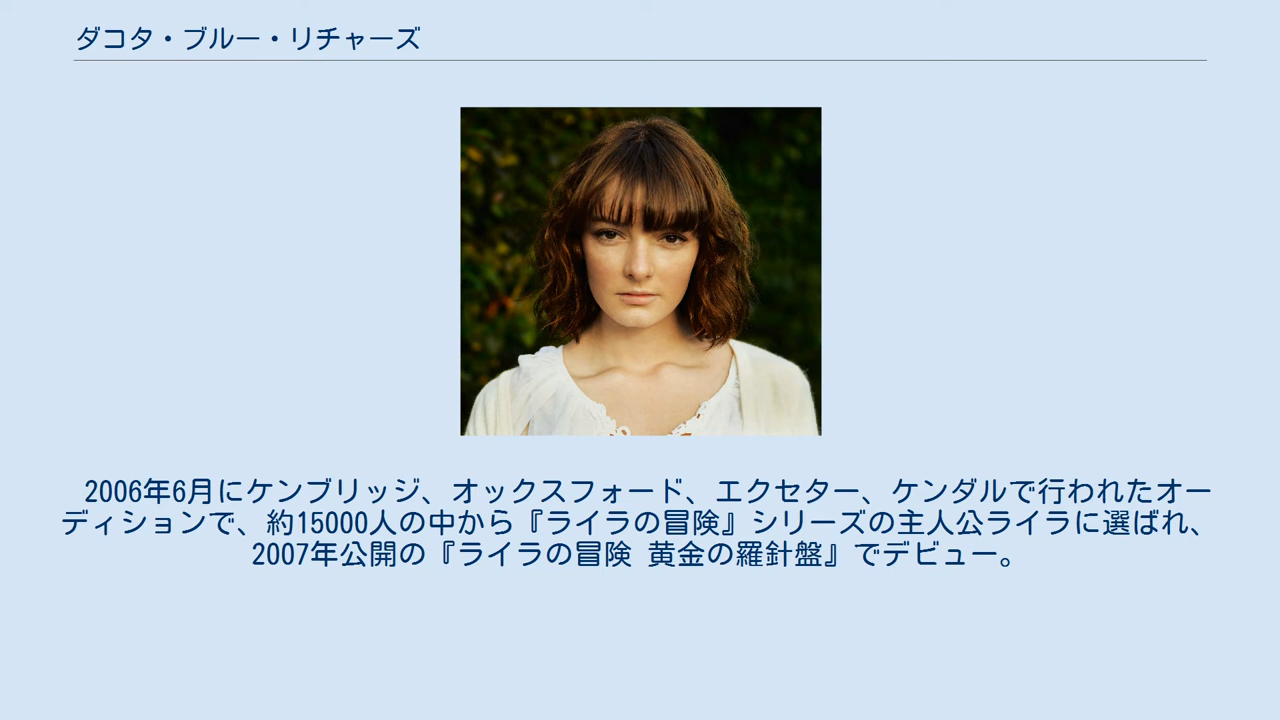 ダコタ・ブルー・リチャーズ
2006年6月にケンブリッジ、オックスフォード、エクセター、ケンダルで行われたオー
ディションで、約15000人の中から『ライラの冒険』シリーズの主人公ライラに選ばれ、
2007年公開の『ライラの冒険 黄金の羅針盤』でデビュー。